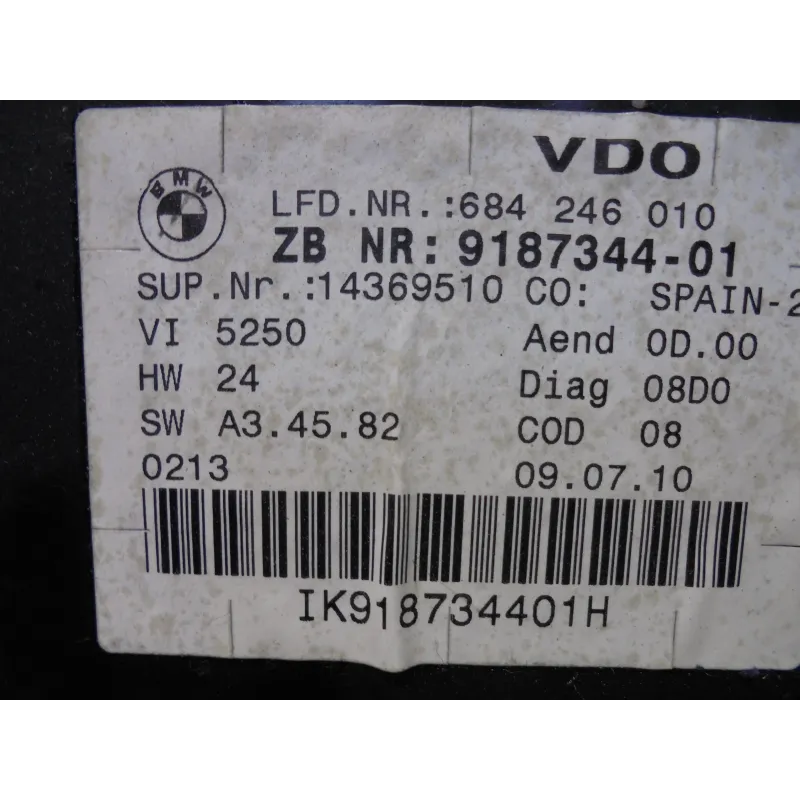 VDO
BMW
LFD.NR.:684 246 010
ZB NR: 9187344-01
SUP.Nr.:14369510 CO: SPAIN-2
VI 5250 Aend 0D.00
HW 24 Diag 08D0
SW A3.45.82 COD 08
0213 09.07.10
IK918734401H